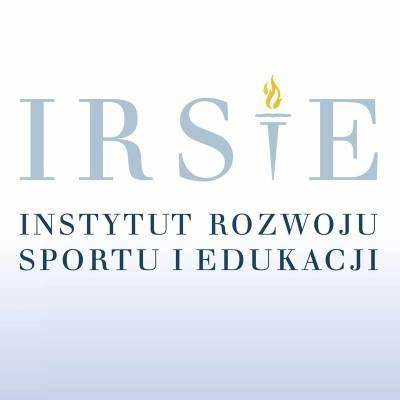 IRSiE
INSTYTUT ROZWOJU
SPORTU I EDUKACJI